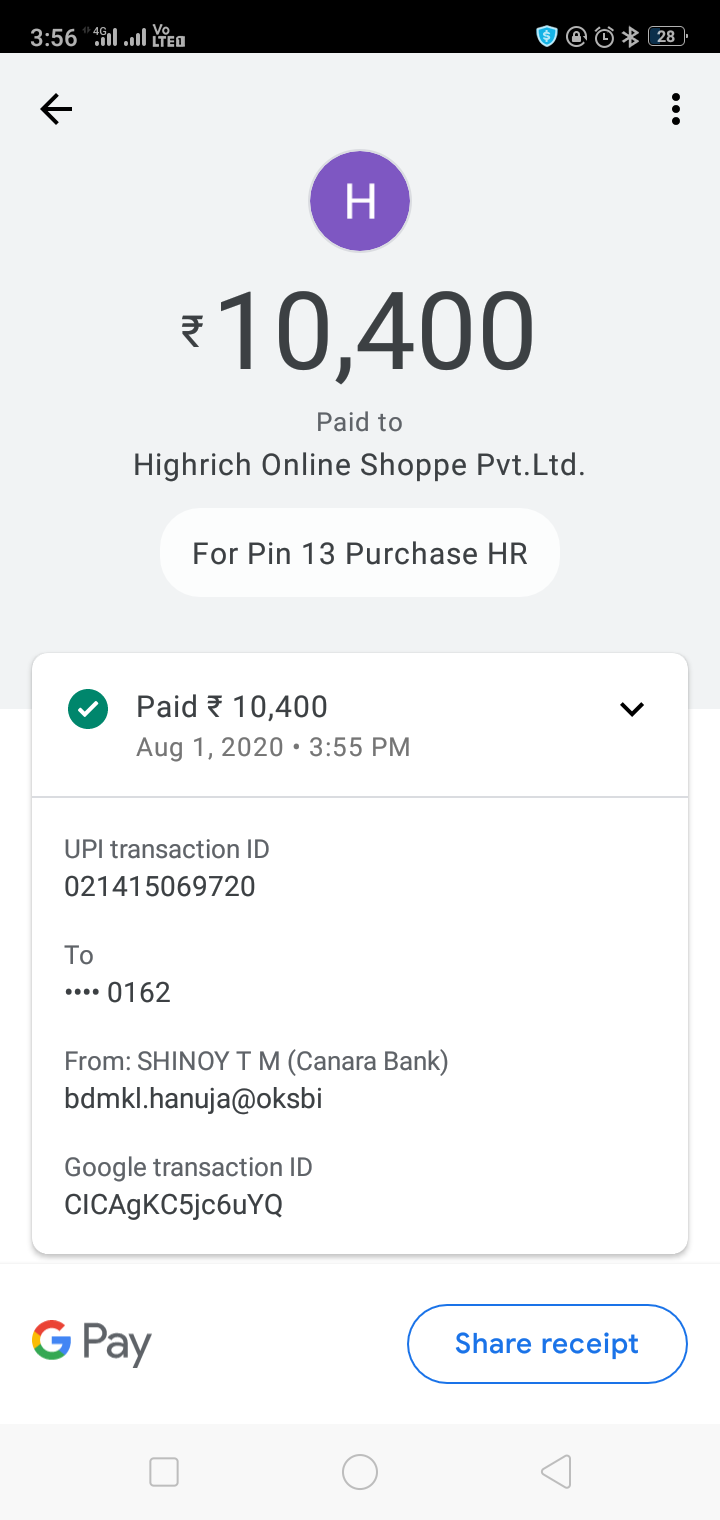 3:56 4G Vo LTE 28
H
₹10,400
Paid to
Highrich Online Shoppe Pvt.Ltd.
For Pin 13 Purchase HR
Paid ₹ 10,400
Aug 1, 2020 • 3:55 PM
UPI transaction ID
021415069720
To
•••• 0162
From: SHINOY T M (Canara Bank)
bdmkl.hanuja@oksbi
Google transaction ID
CICAgKC5jc6uYQ
G Pay
Share receipt